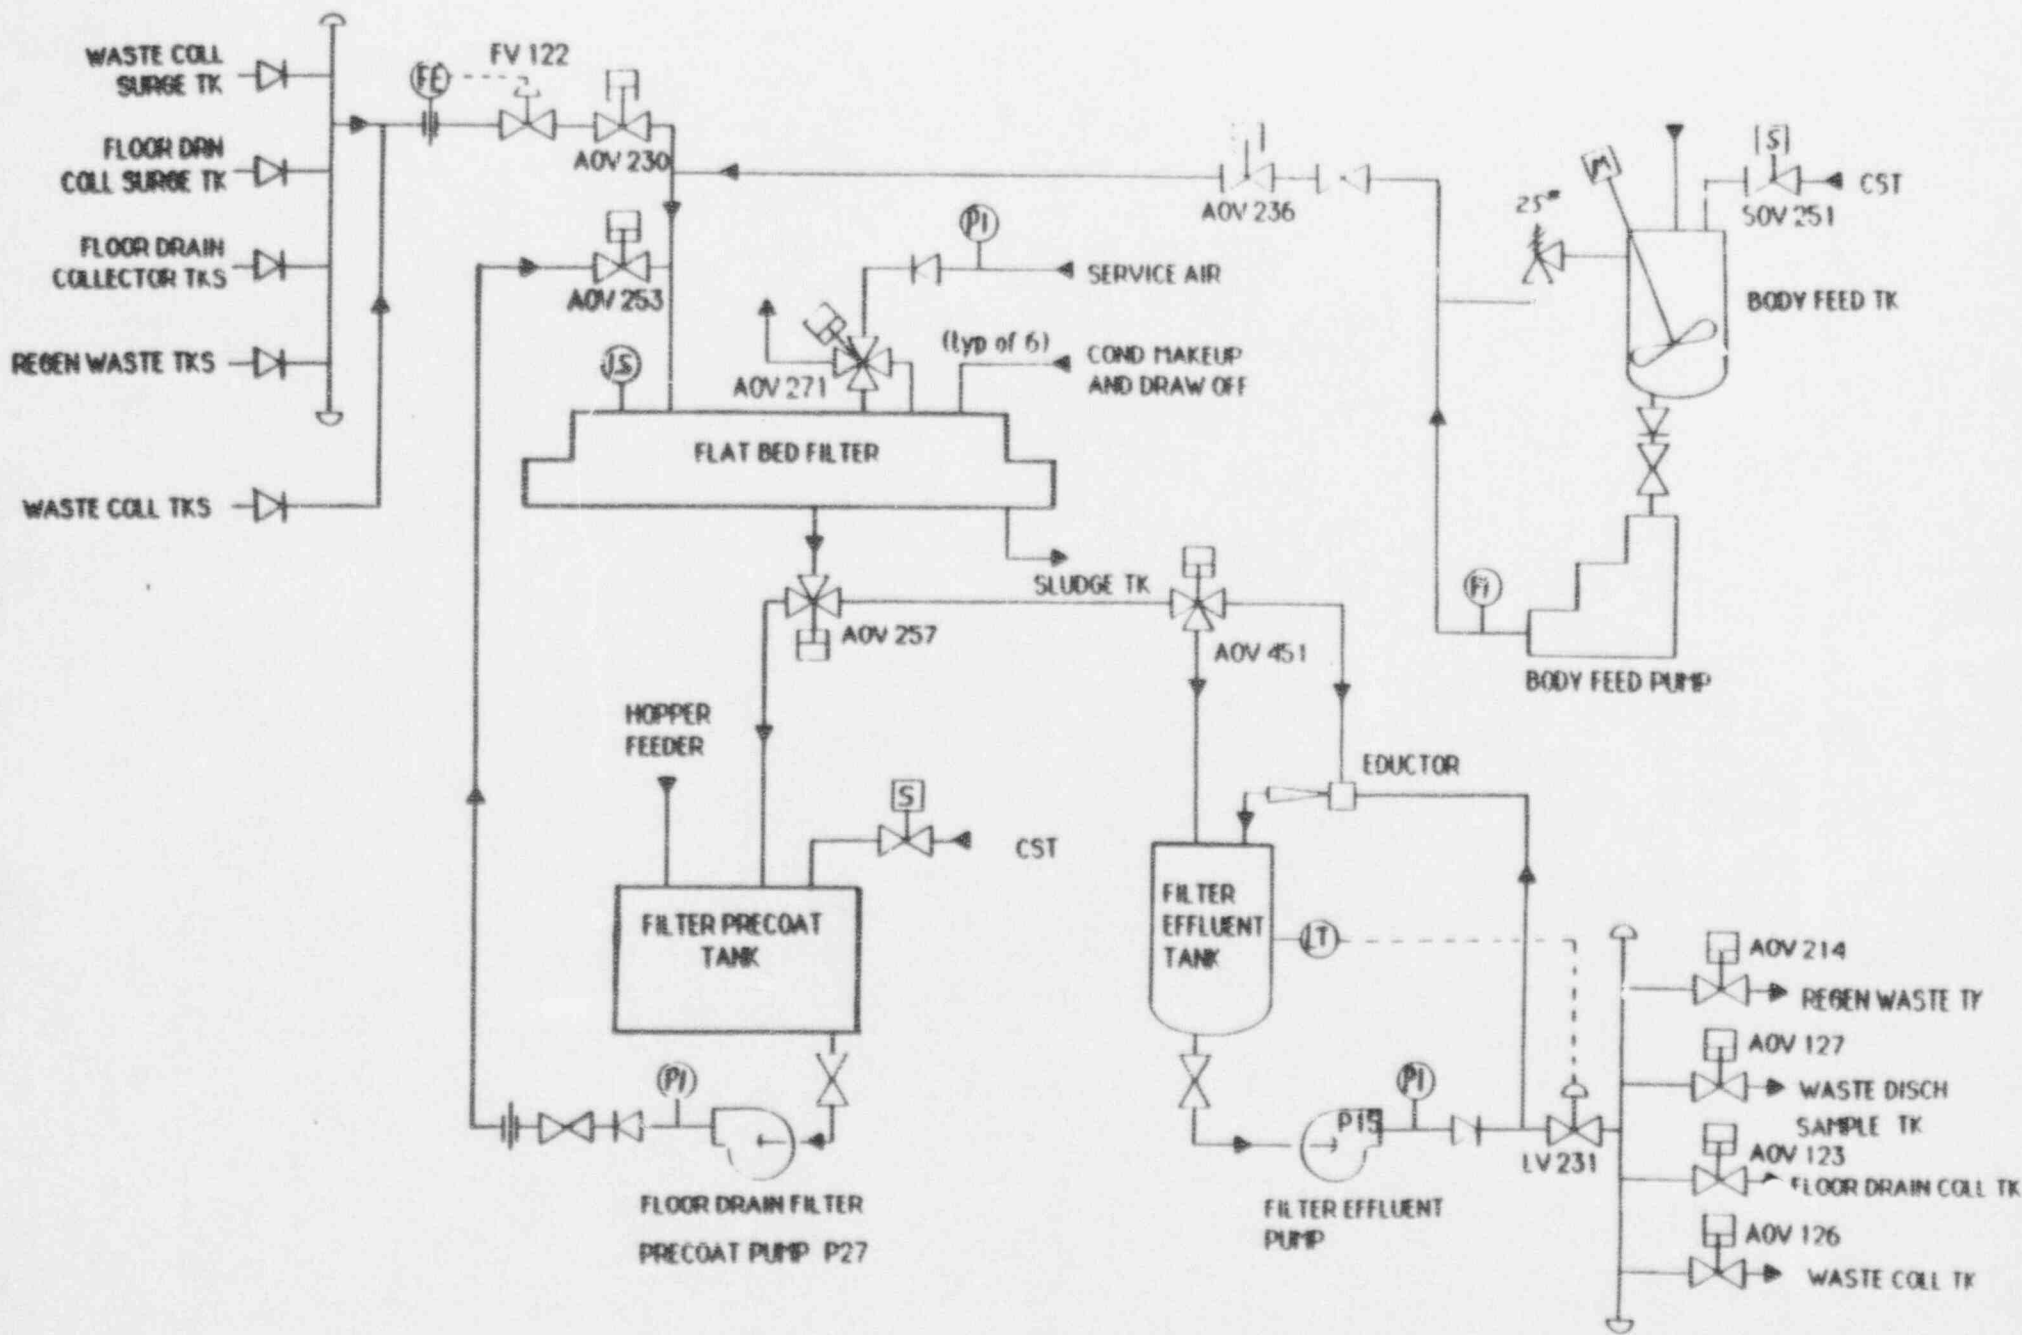 WASTE COLL
SURGE TK
FV 122
FE
FLOOR DRN
COLL SURGE TK
AOV 230
M
S
CST
SOV 251
AOV 236
25#
PI
FLOOR DRAIN
COLLECTOR TKS
AOV 253
SERVICE AIR
BODY FEED TK
(typ of 6)
COND MAKEUP
AND DRAW OFF
REGEN WASTE TKS
AOV 271
FLAT BED FILTER
WASTE COLL TKS
SLUDGE TK
AOV 257
AOV 451
BODY FEED PUMP
HOPPER
FEEDER
EDUCTOR
S
CST
FILTER PRECOAT
TANK
FILTER
EFFLUENT
TANK
LT
AOV 214
REGEN WASTE TK
AOV 127
WASTE DISCH
SAMPLE TK
PI
PI
P15
LV 231
AOV 123
FLOOR DRAIN COLL TK
FLOOR DRAIN FILTER
PRECOAT PUMP P27
FILTER EFFLUENT
PUMP
AOV 126
WASTE COLL TK